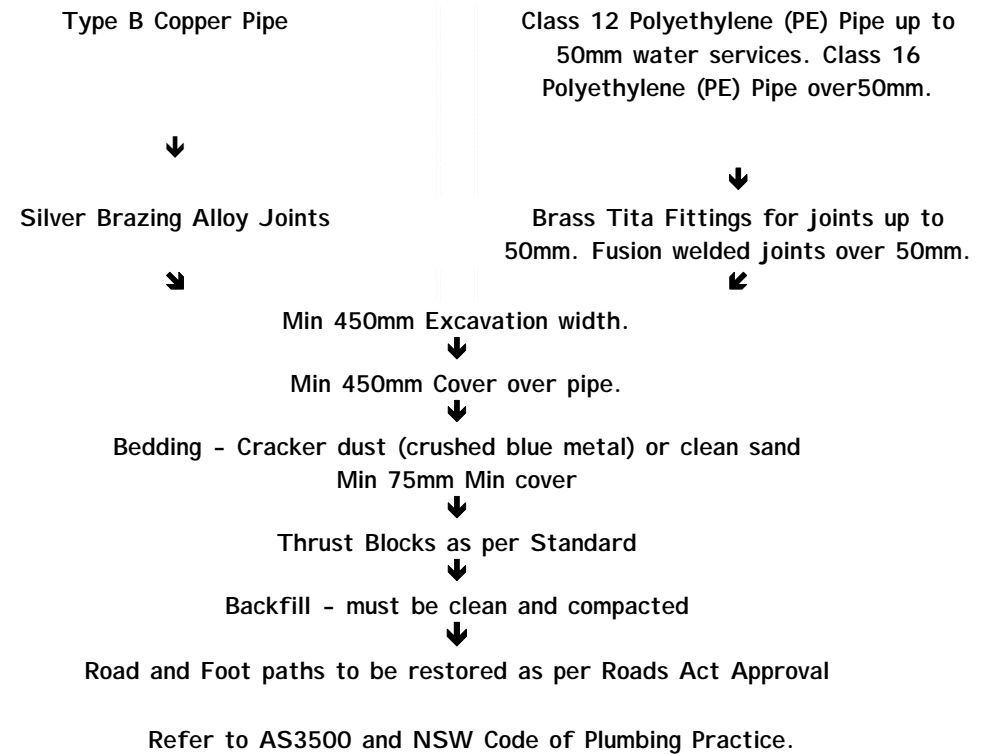 Type B Copper Pipe
Class 12 Polyethylene (PE) Pipe up to
50mm water services. Class 16
Polyethylene (PE) Pipe over50mm.
Silver Brazing Alloy Joints
Brass Tita Fittings for joints up to
50mm. Fusion welded joints over 50mm.
Min 450mm Excavation width.
Min 450mm Cover over pipe.
Bedding - Cracker dust (crushed blue metal) or clean sand
Min 75mm Min cover
Thrust Blocks as per Standard
Backfill - must be clean and compacted
Road and Foot paths to be restored as per Roads Act Approval
Refer to AS3500 and NSW Code of Plumbing Practice.